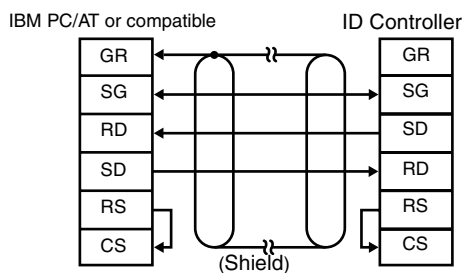 IBM PC/AT or compatible
ID Controller
GR
SG
RD
SD
RS
CS
GR
SG
SD
RD
RS
CS
(Shield)